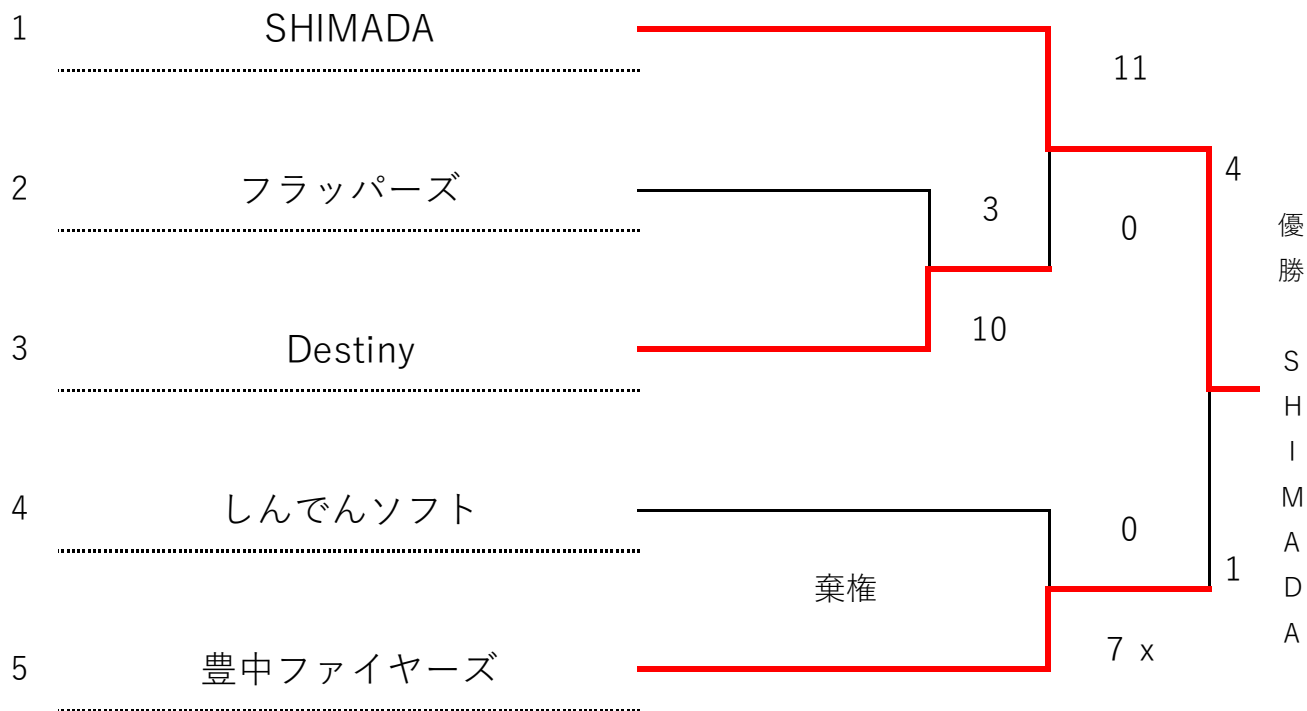 1 SHIMADA
11
4
2 フラッパーズ
3
0
優勝 SHIMADA
3 Destiny
10
4 しんでんソフト
0
棄権
1
7 x
5 豊中ファイヤーズ